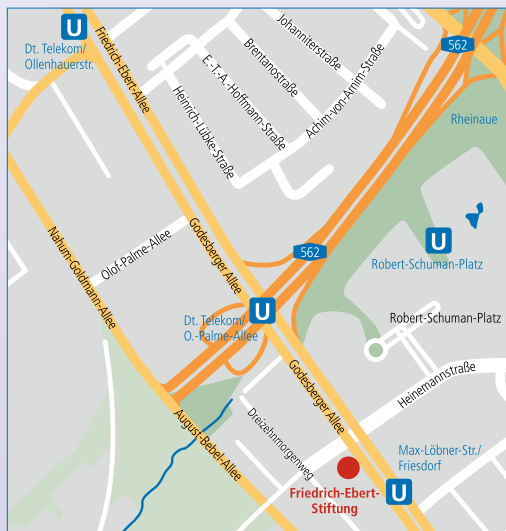 U
Dt. Telekom/
Ollenhauerstr.
Friedrich-Ebert-Allee
Johanniterstraße
Brentanostraße
E.-T.-A.-Hoffmann-Straße
Heinrich-Lübke-Straße
Achim-von-Arnim-Straße
562
Rheinaue
Nahum-Goldmann-Allee
Olof-Palme-Allee
Godesberger Allee
562
U
Robert-Schuman-Platz
Dt. Telekom/
O.-Palme-Allee
U
Robert-Schuman-Platz
Godesberger Allee
Heinemannstraße
August-Bebel-Allee
Dreizehnmorgenweg
Max-Löbner-Str./
Friesdorf
U
Friedrich-Ebert-
Stiftung